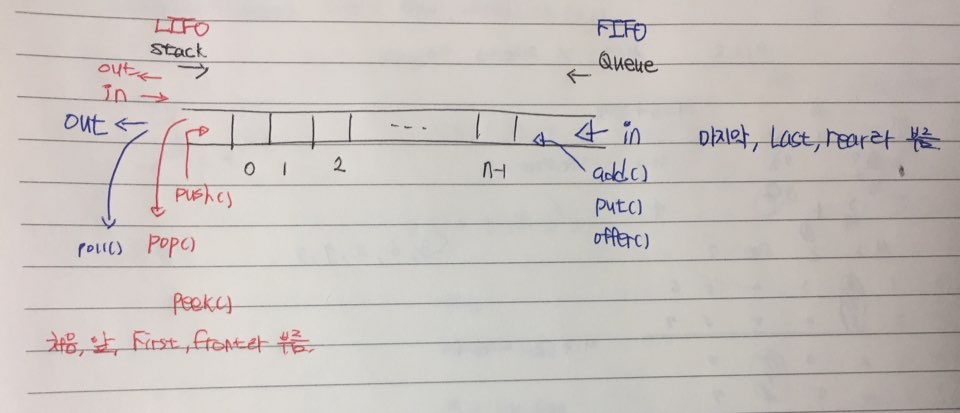 LIFO
FIFO
stack
Queue
out
in
out
in
마지막, Last, rear라 부름
0 1 2 ... n-1
push()
add()
put()
poll() pop()
offer()
peek()
처음, 앞, First, front라 부름